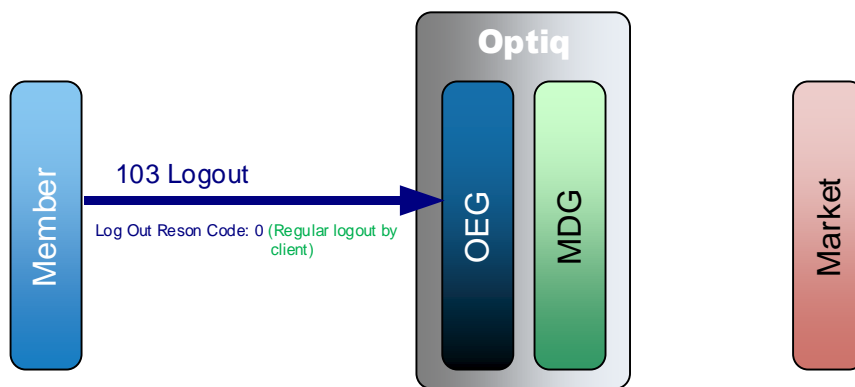 Optiq
Member
103 Logout
Log Out Reson Code: 0 (Regular logout by
client)
OEG
MDG
Market